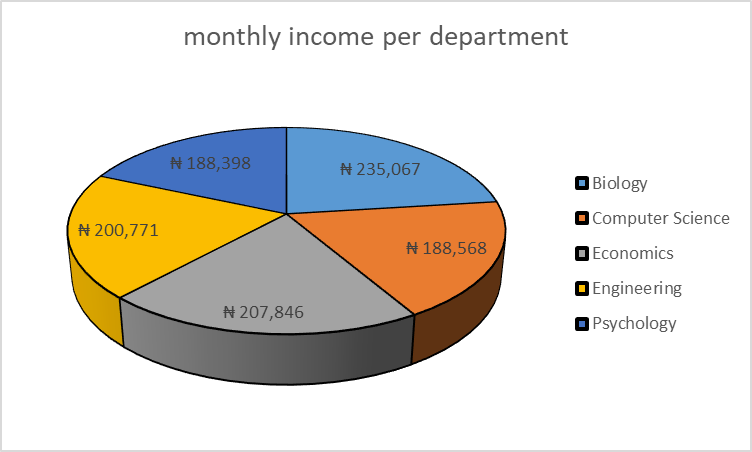 monthly income per department
₦ 188,398
₦ 235,067
₦ 200,771
₦ 188,568
₦ 207,846
Biology
Computer Science
Economics
Engineering
Psychology